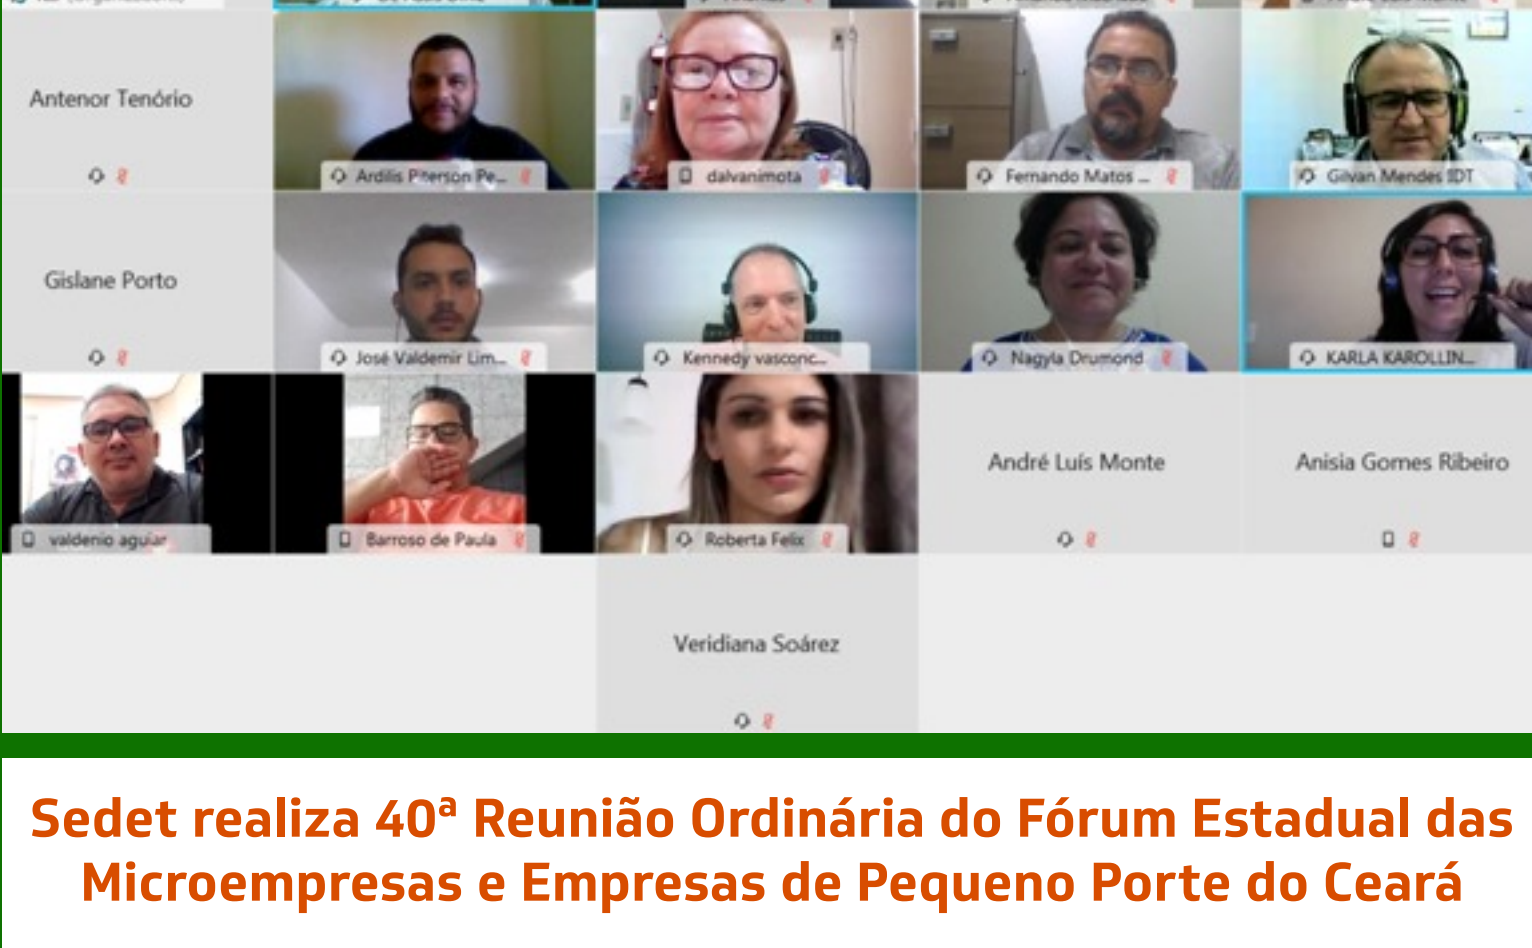 Antenor Tenório
Ardilis Piterson Pe...
dalvanimota
Fernando Matos ...
Gilvan Mendes IDT
Gislane Porto
José Valdemir Lim...
Kennedy vasconc...
Nagyla Drumond
KARLA KAROLLIN...
valdenio aguiar
Barroso de Paula
Roberta Felix
André Luís Monte
Anisia Gomes Ribeiro
Veridiana Soárez
Sedet realiza 40ª Reunião Ordinária do Fórum Estadual das
Microempresas e Empresas de Pequeno Porte do Ceará